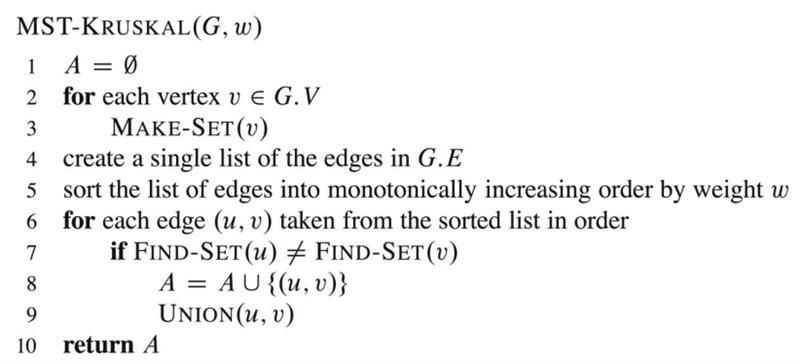 MST-KRUSKAL(G, w)
1 A = ∅
2 for each vertex v ∈ G.V
3 MAKE-SET(v)
4 create a single list of the edges in G.E
5 sort the list of edges into monotonically increasing order by weight w
6 for each edge (u, v) taken from the sorted list in order
7 if FIND-SET(u) ≠ FIND-SET(v)
8 A = A ∪ {(u, v)}
9 UNION(u, v)
10 return A